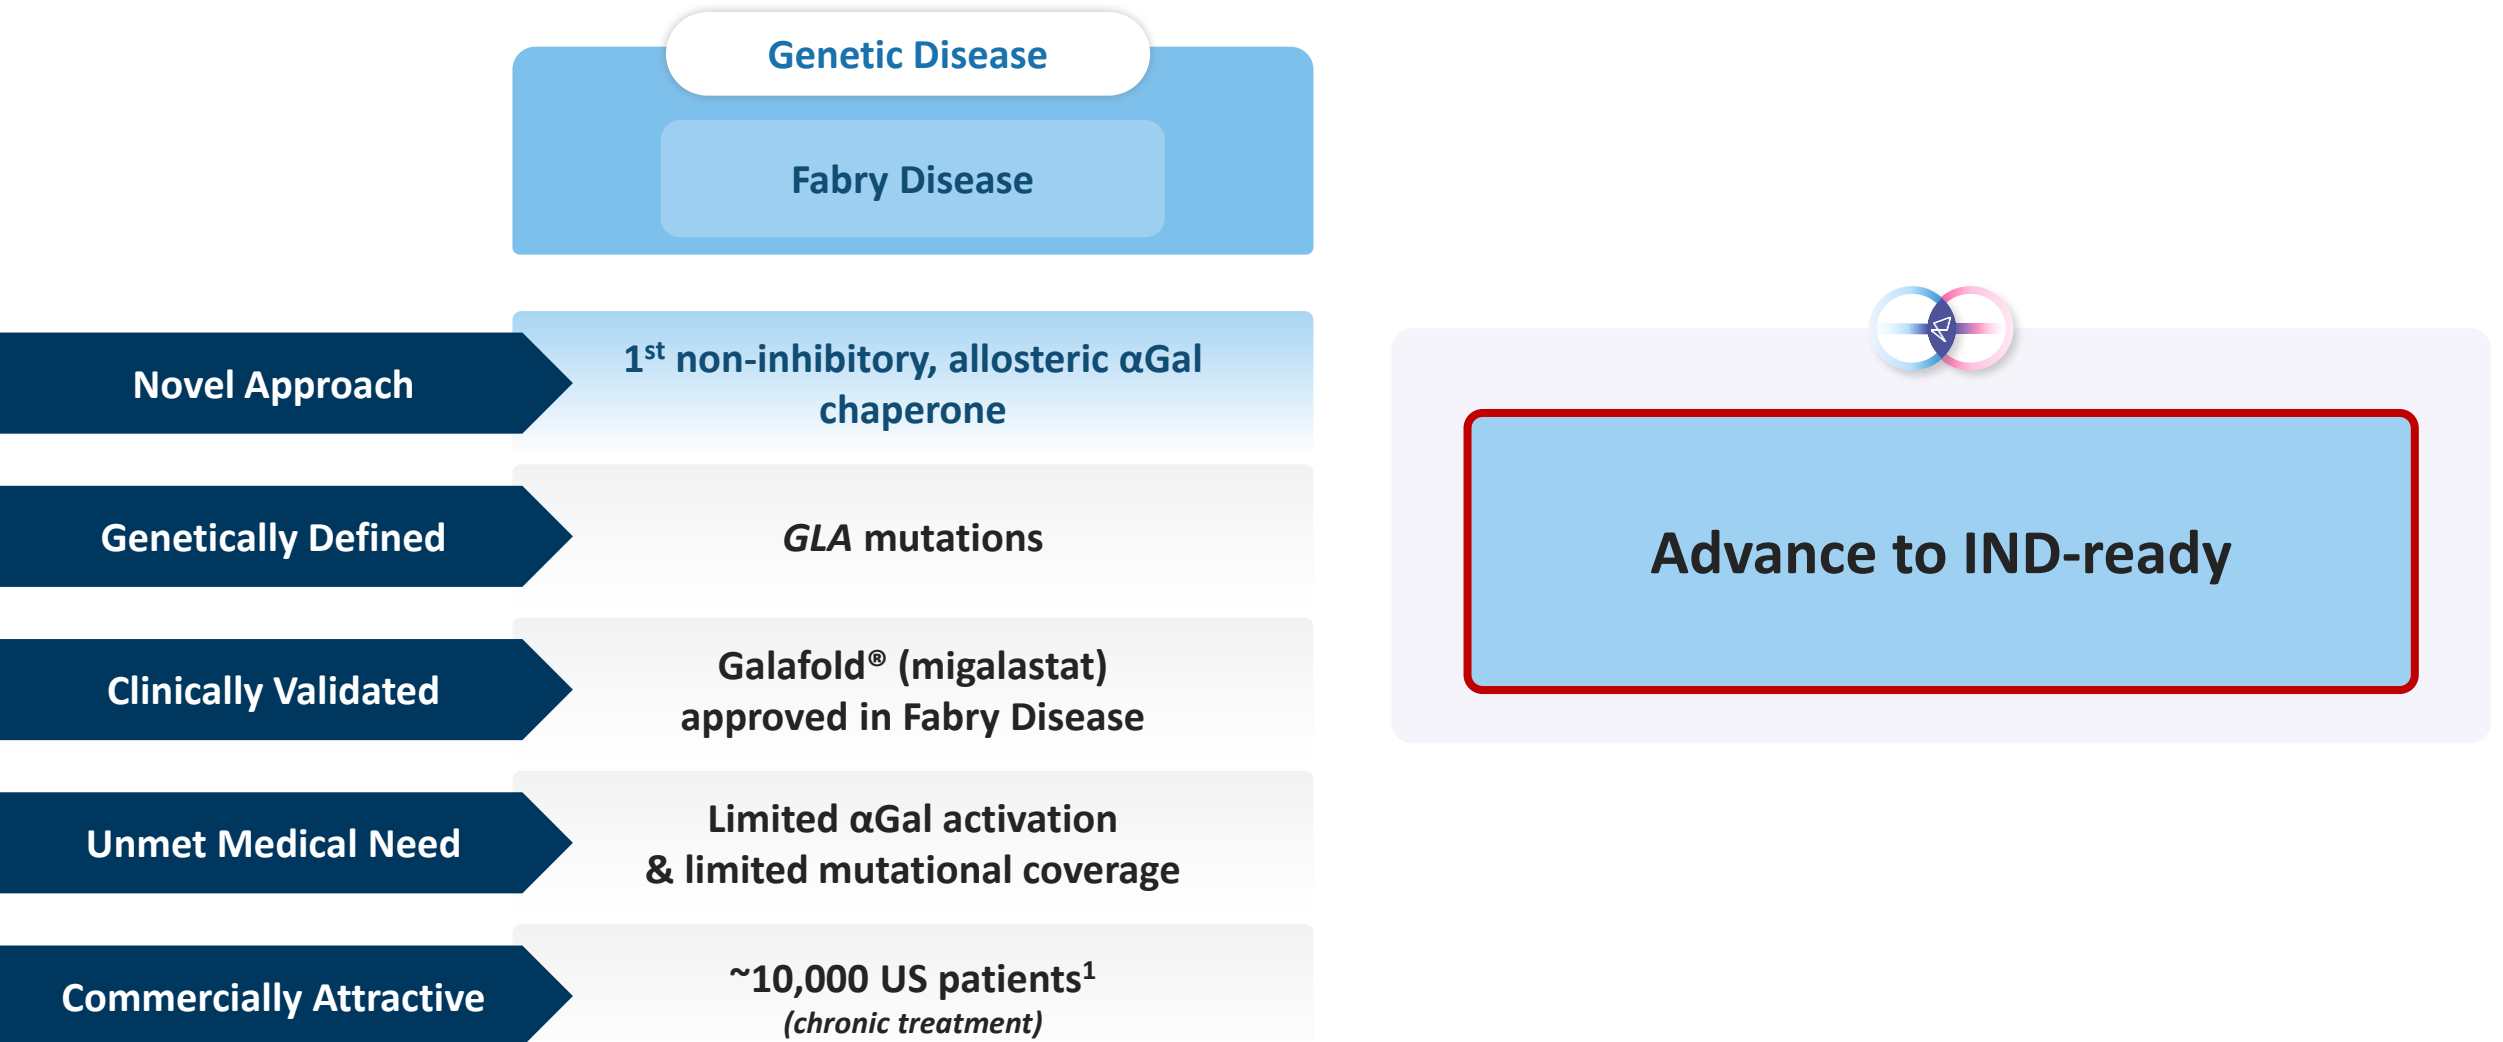 Genetic Disease
Fabry Disease
Novel Approach
1st non-inhibitory, allosteric αGal
chaperone
Genetically Defined
GLA mutations
Clinically Validated
Galafold® (migalastat)
approved in Fabry Disease
Unmet Medical Need
Limited αGal activation
& limited mutational coverage
Commercially Attractive
~10,000 US patients1
(chronic treatment)
Advance to IND-ready